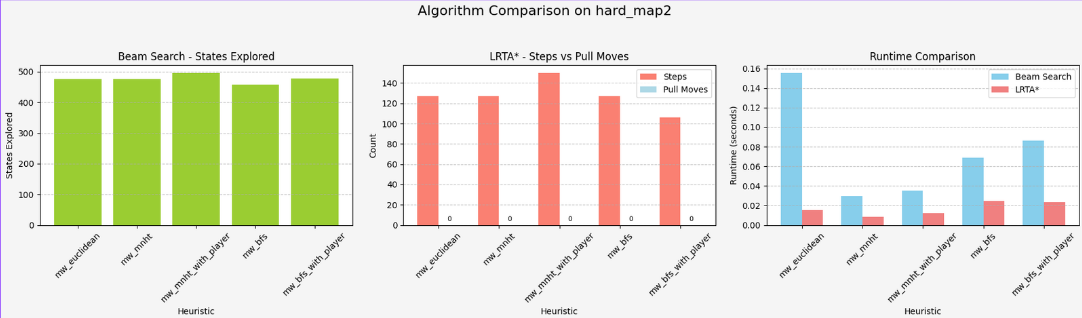 Algorithm Comparison on hard_map2
Beam Search - States Explored
States Explored
500
400
300
200
100
0
mw_euclidean
mw_mnht
mw_mnht_with_player
mw_bfs
mw_bfs_with_player
Heuristic
LRTA* - Steps vs Pull Moves
Count
140
120
100
80
60
40
20
0
Steps
Pull Moves
0
0
0
0
0
mw_euclidean
mw_mnht
mw_mnht_with_player
mw_bfs
mw_bfs_with_player
Heuristic
Runtime Comparison
Runtime (seconds)
0.16
0.14
0.12
0.10
0.08
0.06
0.04
0.02
0.00
Beam Search
LRTA*
mw_euclidean
mw_mnht
mw_mnht_with_player
mw_bfs
mw_bfs_with_player
Heuristic